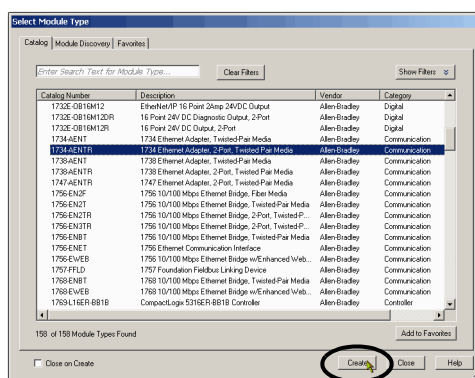 Select Module Type
Catalog Module Discovery Favorites
Enter Search Text for Module Type... Clear Filters Show Filters
Catalog Number Description Vendor Category
1732E-OB16M12 EtherNet/IP 16 Point 2Amp 24VDC Output Allen-Bradley Digital
1732E-OB16M12DR 16 Point 24V DC Diagnostic Output, 2-Port Allen-Bradley Digital
1732E-OB16M12R 16 Point 24V DC Output, 2-Port Allen-Bradley Digital
1734-AENT 1734 Ethernet Adapter, Twisted-Pair Media Allen-Bradley Communication
1734-AENTR 1734 Ethernet Adapter, 2-Port, Twisted-Pair Media Allen-Bradley Communication
1738-AENT 1738 Ethernet Adapter, Twisted-Pair Media Allen-Bradley Communication
1738-AENTR 1738 Ethernet Adapter, 2-Port, Twisted-Pair Media Allen-Bradley Communication
1747-AENTR 1747 Ethernet Adapter, 2-Port, Twisted-Pair Media Allen-Bradley Communication
1756-EN2F 1756 10/100 Mbps Ethernet Bridge, Fiber Media Allen-Bradley Communication
1756-EN2T 1756 10/100 Mbps Ethernet Bridge, Twisted-Pair Media Allen-Bradley Communication
1756-EN2TR 1756 10/100 Mbps Ethernet Bridge, 2-Port, Twisted-P... Allen-Bradley Communication
1756-EN3TR 1756 10/100 Mbps Ethernet Bridge, 2-Port, Twisted-P... Allen-Bradley Communication
1756-ENBT 1756 10/100 Mbps Ethernet Bridge, Twisted-Pair Media Allen-Bradley Communication
1756-ENET 1756 Ethernet Communication Interface Allen-Bradley Communication
1756-EWEB 1756 10/100 Mbps Ethernet Bridge w/Enhanced Web... Allen-Bradley Communication
1757-FFLD 1757 Foundation Fieldbus Linking Device Allen-Bradley Communication
1768-ENBT 1768 10/100 Mbps Ethernet Bridge, Twisted-Pair Media Allen-Bradley Communication
1768-EWEB 1768 10/100 Mbps Ethernet Bridge w/Enhanced Web... Allen-Bradley Communication
1769-L16ER-BB1B CompactLogix 5316ER-BB1B Controller Allen-Bradley Controller
158 of 158 Module Types Found Add to Favorites
Close on Create Create Close Help